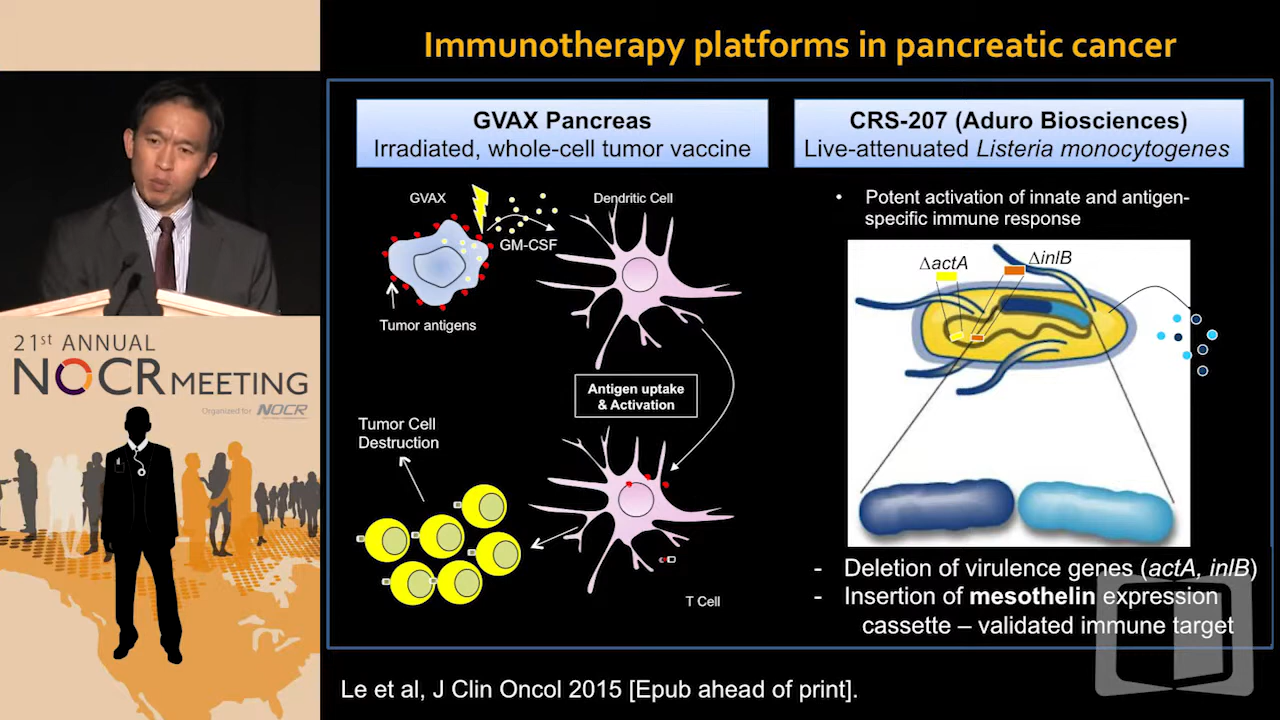 Immunotherapy platforms in pancreatic cancer
GVAX Pancreas
Irradiated, whole-cell tumor vaccine
GVAX
Dendritic Cell
GM-CSF
Tumor antigens
Antigen uptake
& Activation
Tumor Cell
Destruction
T Cell
CRS-207 (Aduro Biosciences)
Live-attenuated Listeria monocytogenes
• Potent activation of innate and antigen-
specific immune response
ΔactA
ΔinlB
- Deletion of virulence genes (actA, inlB)
- Insertion of mesothelin expression
cassette – validated immune target
Le et al, J Clin Oncol 2015 [Epub ahead of print].
21st ANNUAL
NOCR MEETING
Organized for NOCR